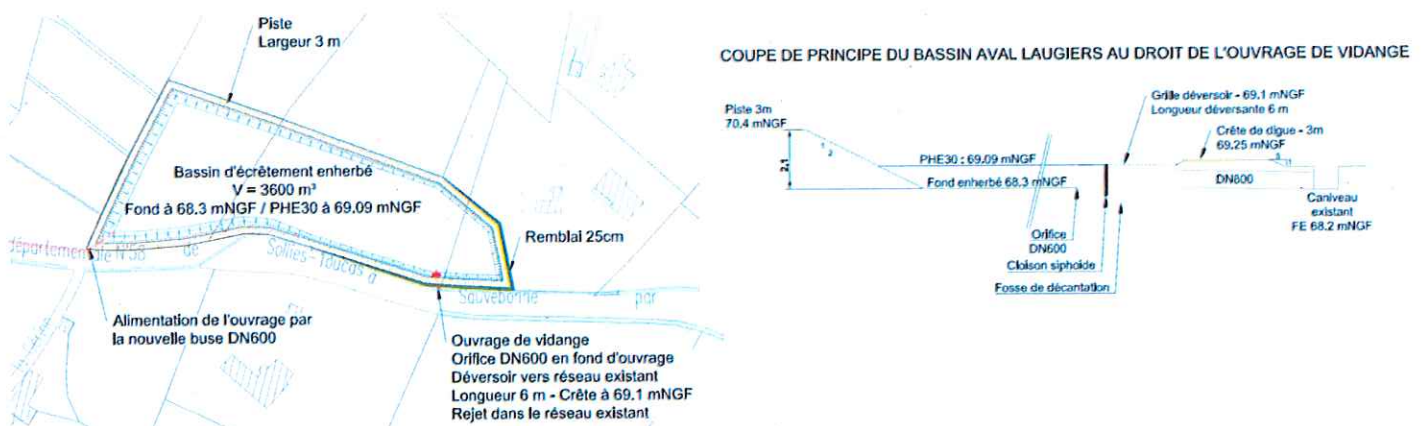 Piste
Largeur 3 m
Bassin d'écrêtement enherbé
V = 3600 m³
Fond à 68.3 mNGF / PHE30 à 69.09 mNGF
Remblai 25cm
départementale N 58 de Sollies-Toucas à Sauvebonne par
Alimentation de l'ouvrage par
la nouvelle buse DN600
Ouvrage de vidange
Orifice DN600 en fond d'ouvrage
Déversoir vers réseau existant
Longueur 6 m - Crête à 69.1 mNGF
Rejet dans le réseau existant
COUPE DE PRINCIPE DU BASSIN AVAL LAUGIERS AU DROIT DE L'OUVRAGE DE VIDANGE
Grille déversoir - 69.1 mNGF
Longueur déversante 6 m
Piste 3m
70.4 mNGF
Crête de digue - 3m
69.25 mNGF
2,1
PHE30 : 69.09 mNGF
Fond enherbé 68.3 mNGF
DN800
Caniveau
existant
FE 68.2 mNGF
Orifice
DN600
Cloison siphoïde
Fosse de décantation